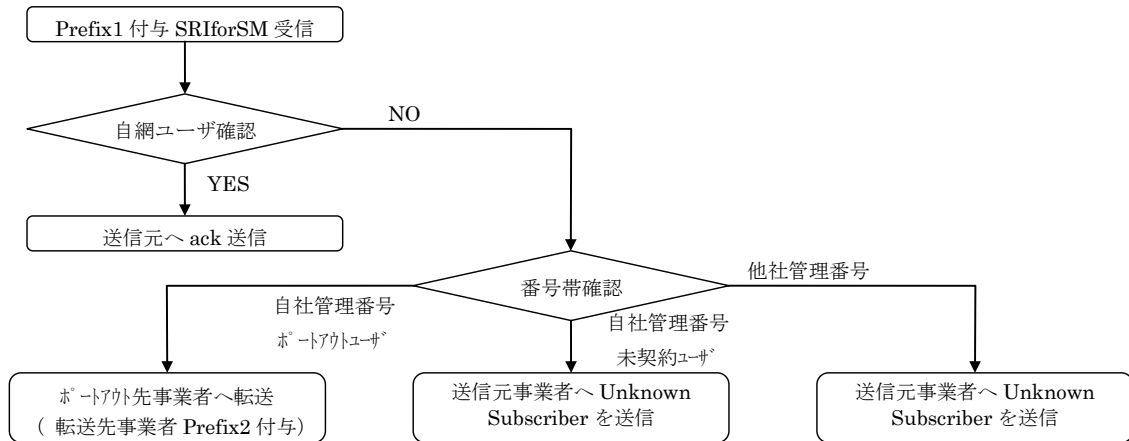 Prefix1 付与 SRIforSM 受信
自網ユーザ確認
NO
YES
送信元へ ack 送信
番号帯確認
他社管理番号
自社管理番号
ﾎﾟｰﾄｱｳﾄﾕｰｻﾞ
自社管理番号
未契約ﾕｰｻﾞ
ﾎﾟｰﾄｱｳﾄ先事業者へ転送
( 転送先事業者 Prefix2 付与)
送信元事業者へ Unknown
Subscriber を送信
送信元事業者へ Unknown
Subscriber を送信